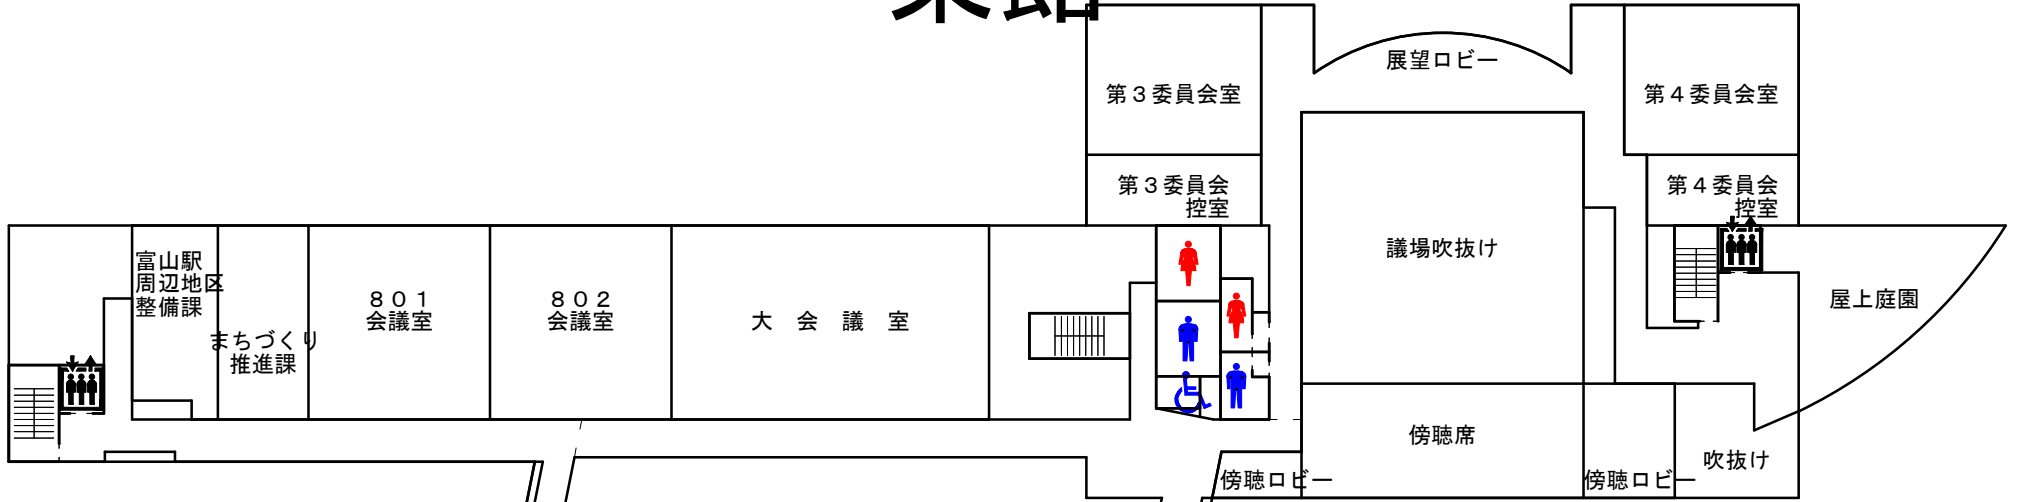 東館
展望ロビー
第３委員会室
第４委員会室
第３委員会
控室
第４委員会
控室
富山駅
周辺地区
整備課
まちづくり
推進課
８０１
会議室
８０２
会議室
大　会　議　室
議場吹抜け
屋上庭園
傍聴席
傍聴ロビー
傍聴ロビー
吹抜け